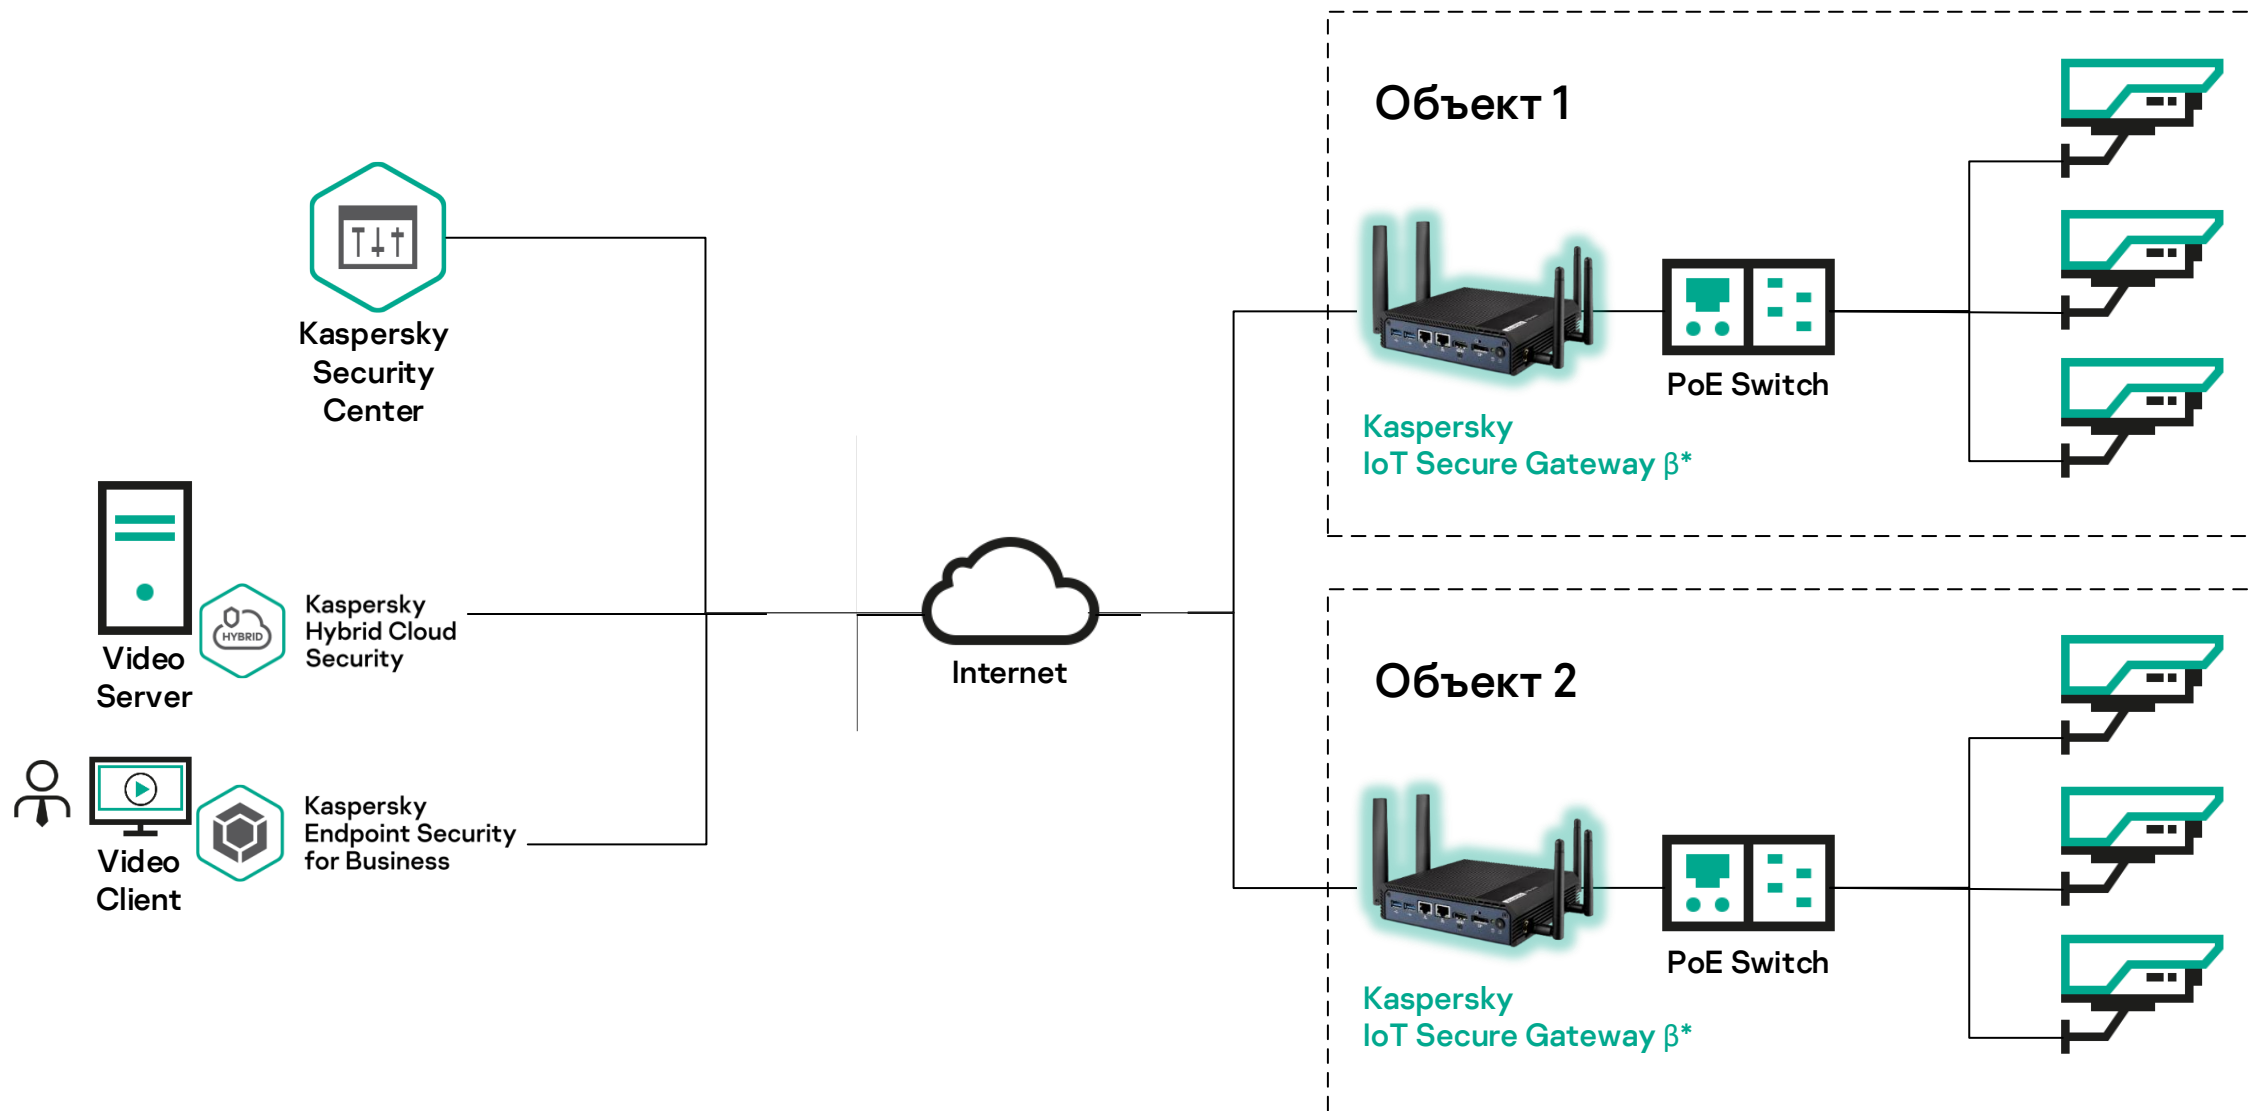 Объект 1
Kaspersky
Security
Center
PoE Switch
Kaspersky
IoT Secure Gateway β*
HYBRID
Kaspersky
Hybrid Cloud
Security
Video
Server
Internet
Объект 2
Kaspersky
Endpoint Security
for Business
Video
Client
PoE Switch
Kaspersky
IoT Secure Gateway β*